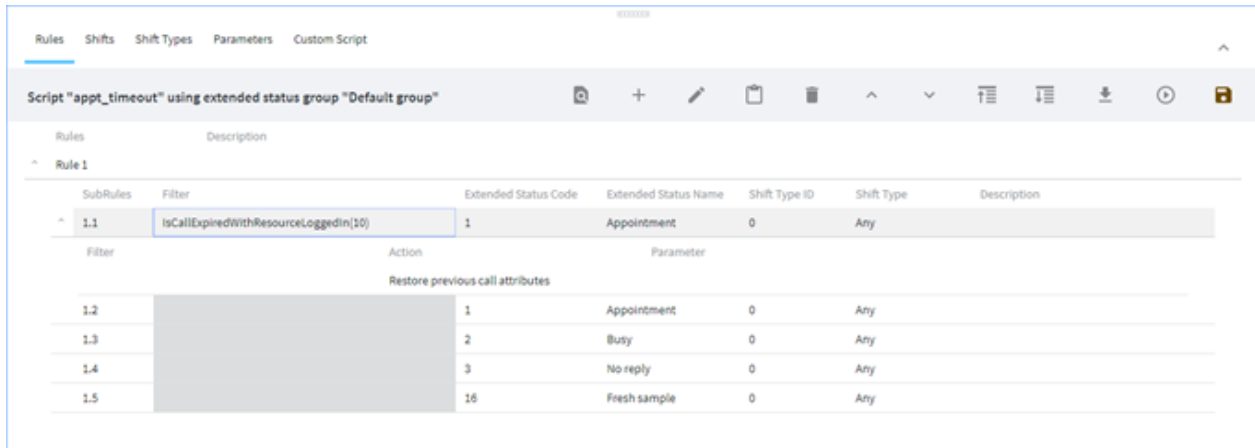 Rules Shifts Shift Types Parameters Custom Script
Script "appt_timeout" using extended status group "Default group"
Rules Description
Rule 1
SubRules Filter Extended Status Code Extended Status Name Shift Type ID Shift Type Description
1.1 IsCallExpiredWithResourceLoggedIn(10) 1 Appointment 0 Any
Filter Action Parameter
Restore previous call attributes
1.2 1 Appointment 0 Any
1.3 2 Busy 0 Any
1.4 3 No reply 0 Any
1.5 16 Fresh sample 0 Any